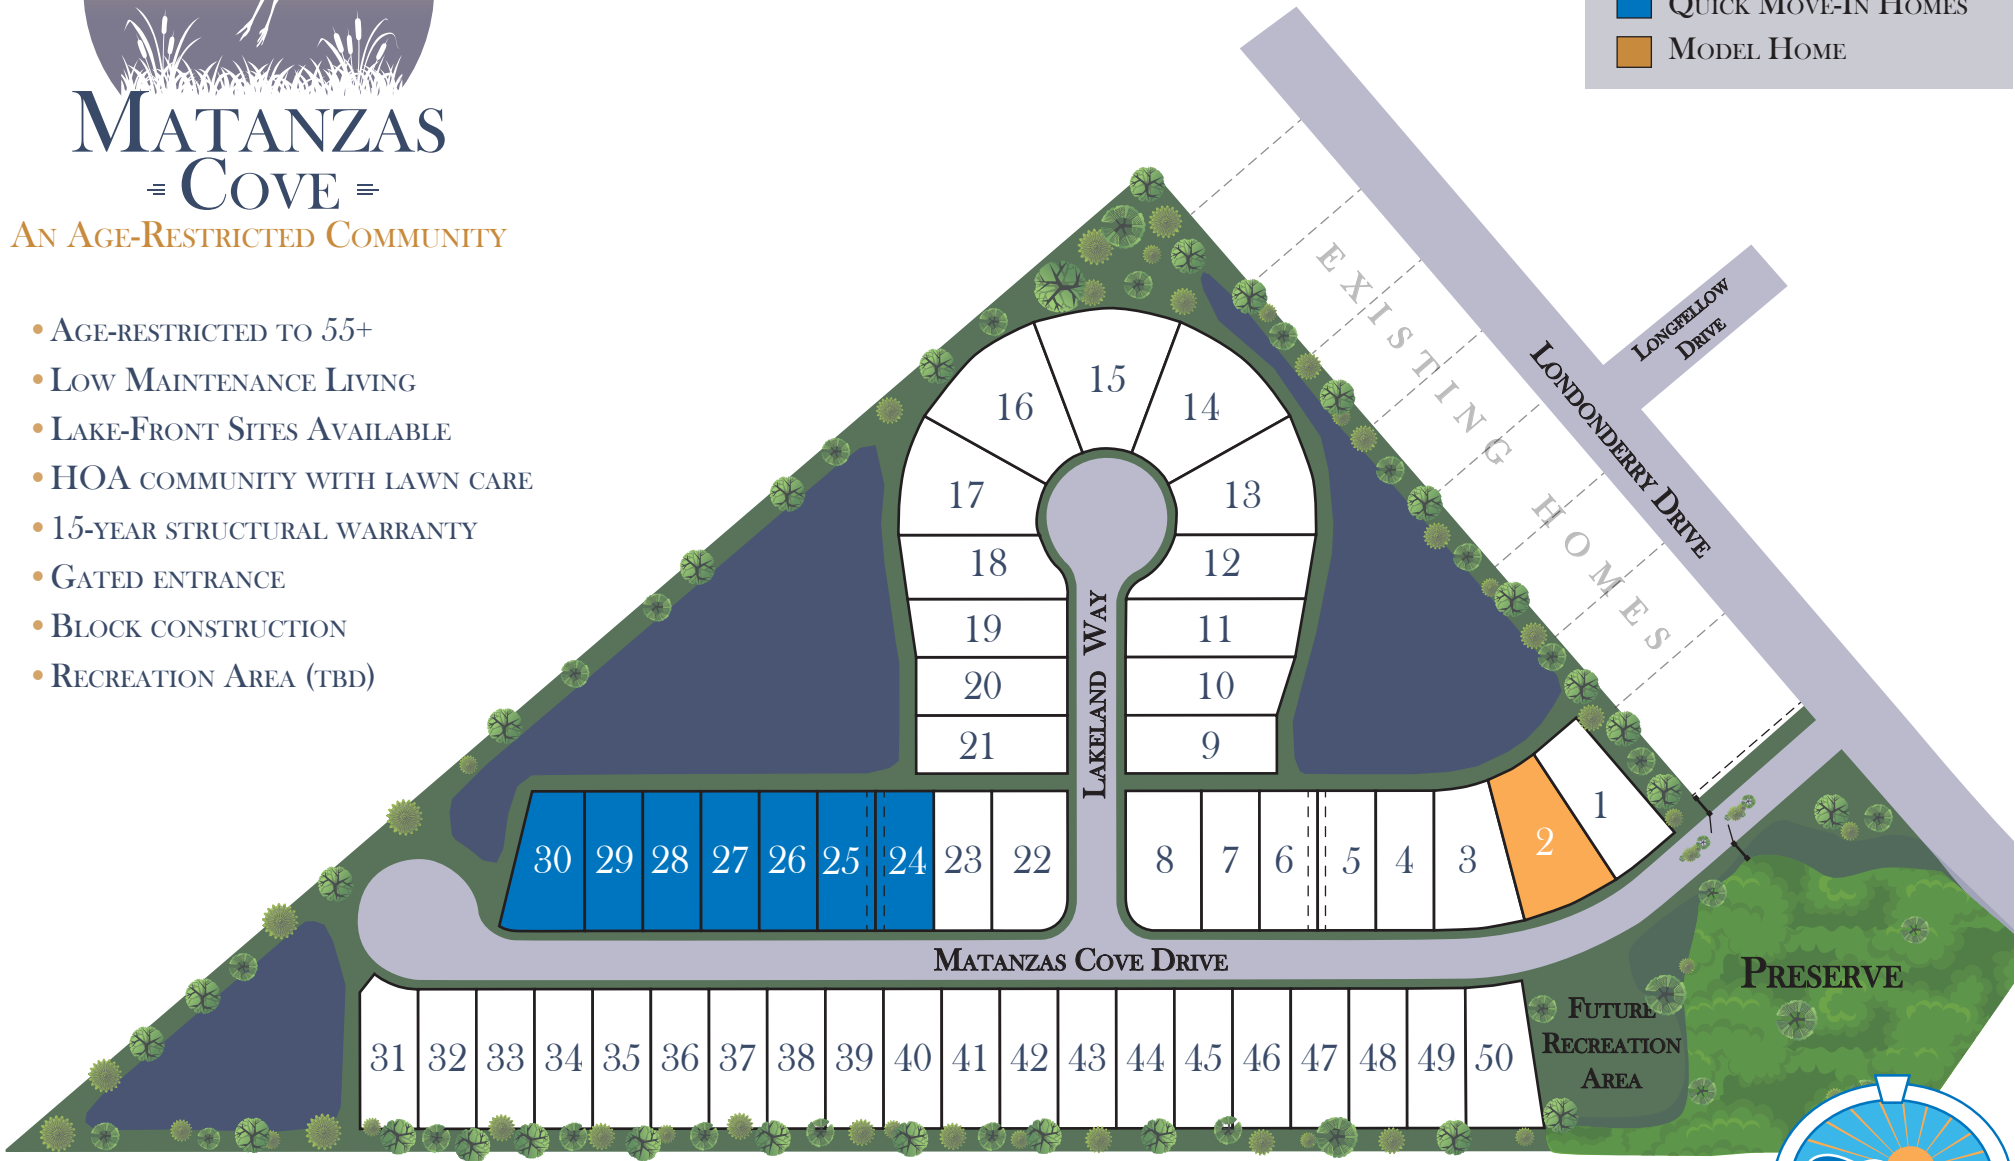 Quick Move-In Homes
Model Home
Matanzas
Cove
An Age-Restricted Community
• Age-restricted to 55+
• Low Maintenance Living
• Lake-Front Sites Available
• HOA community with lawn care
• 15-year structural warranty
• Gated entrance
• Block construction
• Recreation Area (tbd)
Existing Homes
Londonderry Drive
Longfellow
Drive
15
16
14
17
13
18
12
19
11
20
10
21
9
Lakeland Way
30
29
28
27
26
25
24
23
22
8
7
6
5
4
3
2
1
Matanzas Cove Drive
Preserve
Future
Recreation
Area
31
32
33
34
35
36
37
38
39
40
41
42
43
44
45
46
47
48
49
50